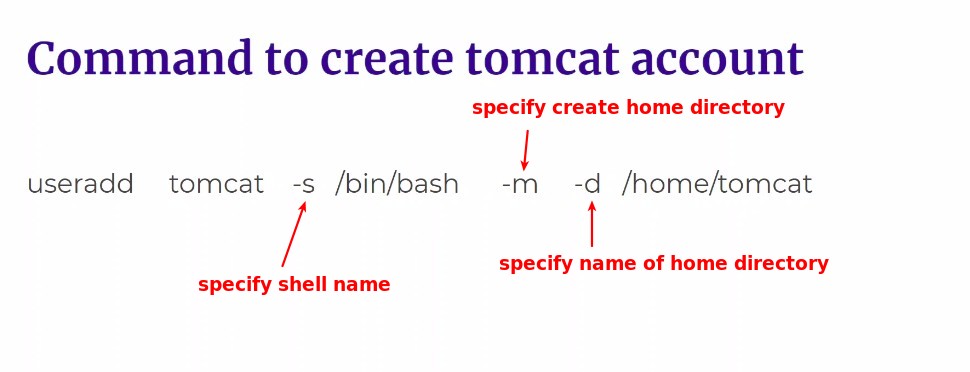 Command to create tomcat account
specify create home directory
useradd tomcat -s /bin/bash -m -d /home/tomcat
specify name of home directory
specify shell name